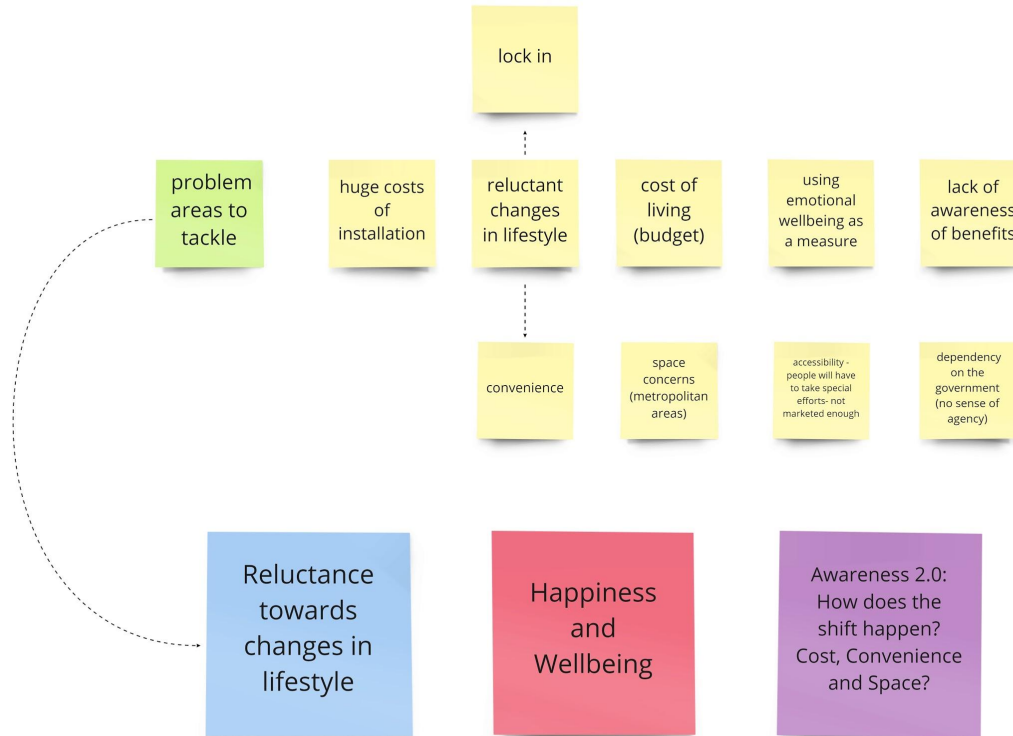 lock in
problem
areas to
tackle
huge costs
of
installation
reluctant
changes
in lifestyle
cost of
living
(budget)
using
emotional
wellbeing as
a measure
lack of
awareness
of benefits
convenience
space
concerns
(metropolitan
areas)
accessibility -
people will have
to take special
efforts- not
marketed enough
dependency
on the
government
(no sense of
agency)
Reluctance
towards
changes in
lifestyle
Happiness
and
Wellbeing
Awareness 2.0:
How does the
shift happen?
Cost, Convenience
and Space?